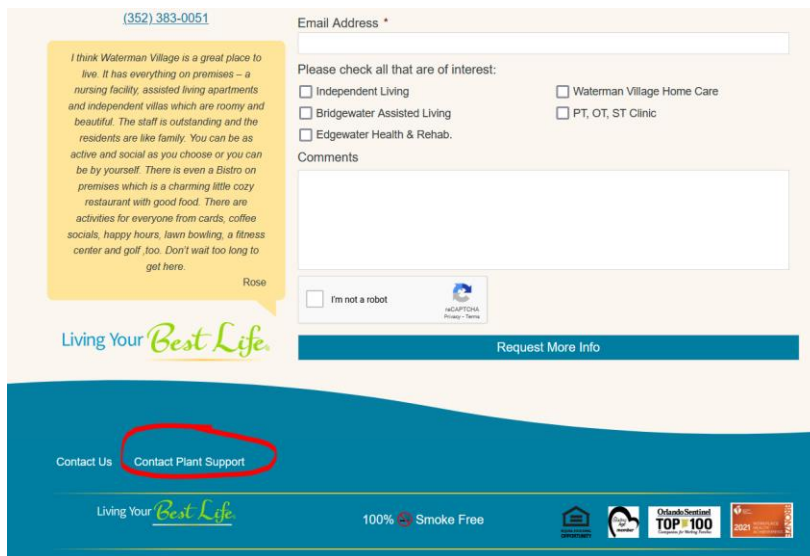 (352) 383-0051
I think Waterman Village is a great place to
live. It has everything on premises – a
nursing facility, assisted living apartments
and independent villas which are roomy and
beautiful. The staff is outstanding and the
residents are like family. You can be as
active and social as you choose or you can
be by yourself. There is even a Bistro on
premises which is a charming little cozy
restaurant with good food. There are
activities for everyone from cards, coffee
socials, happy hours, lawn bowling, a fitness
center and golf ,too. Don't wait too long to
get here.
Rose
Living Your Best Life
Email Address *
Please check all that are of interest:
Independent Living
Waterman Village Home Care
Bridgewater Assisted Living
PT, OT, ST Clinic
Edgewater Health & Rehab.
Comments
I'm not a robot
reCAPTCHA
Privacy - Terms
Request More Info
Contact Us
Contact Plant Support
Living Your Best Life
100% Smoke Free
OPPORTUNITY
member
Orlando Sentinel
TOP 100
2021
BRONZE